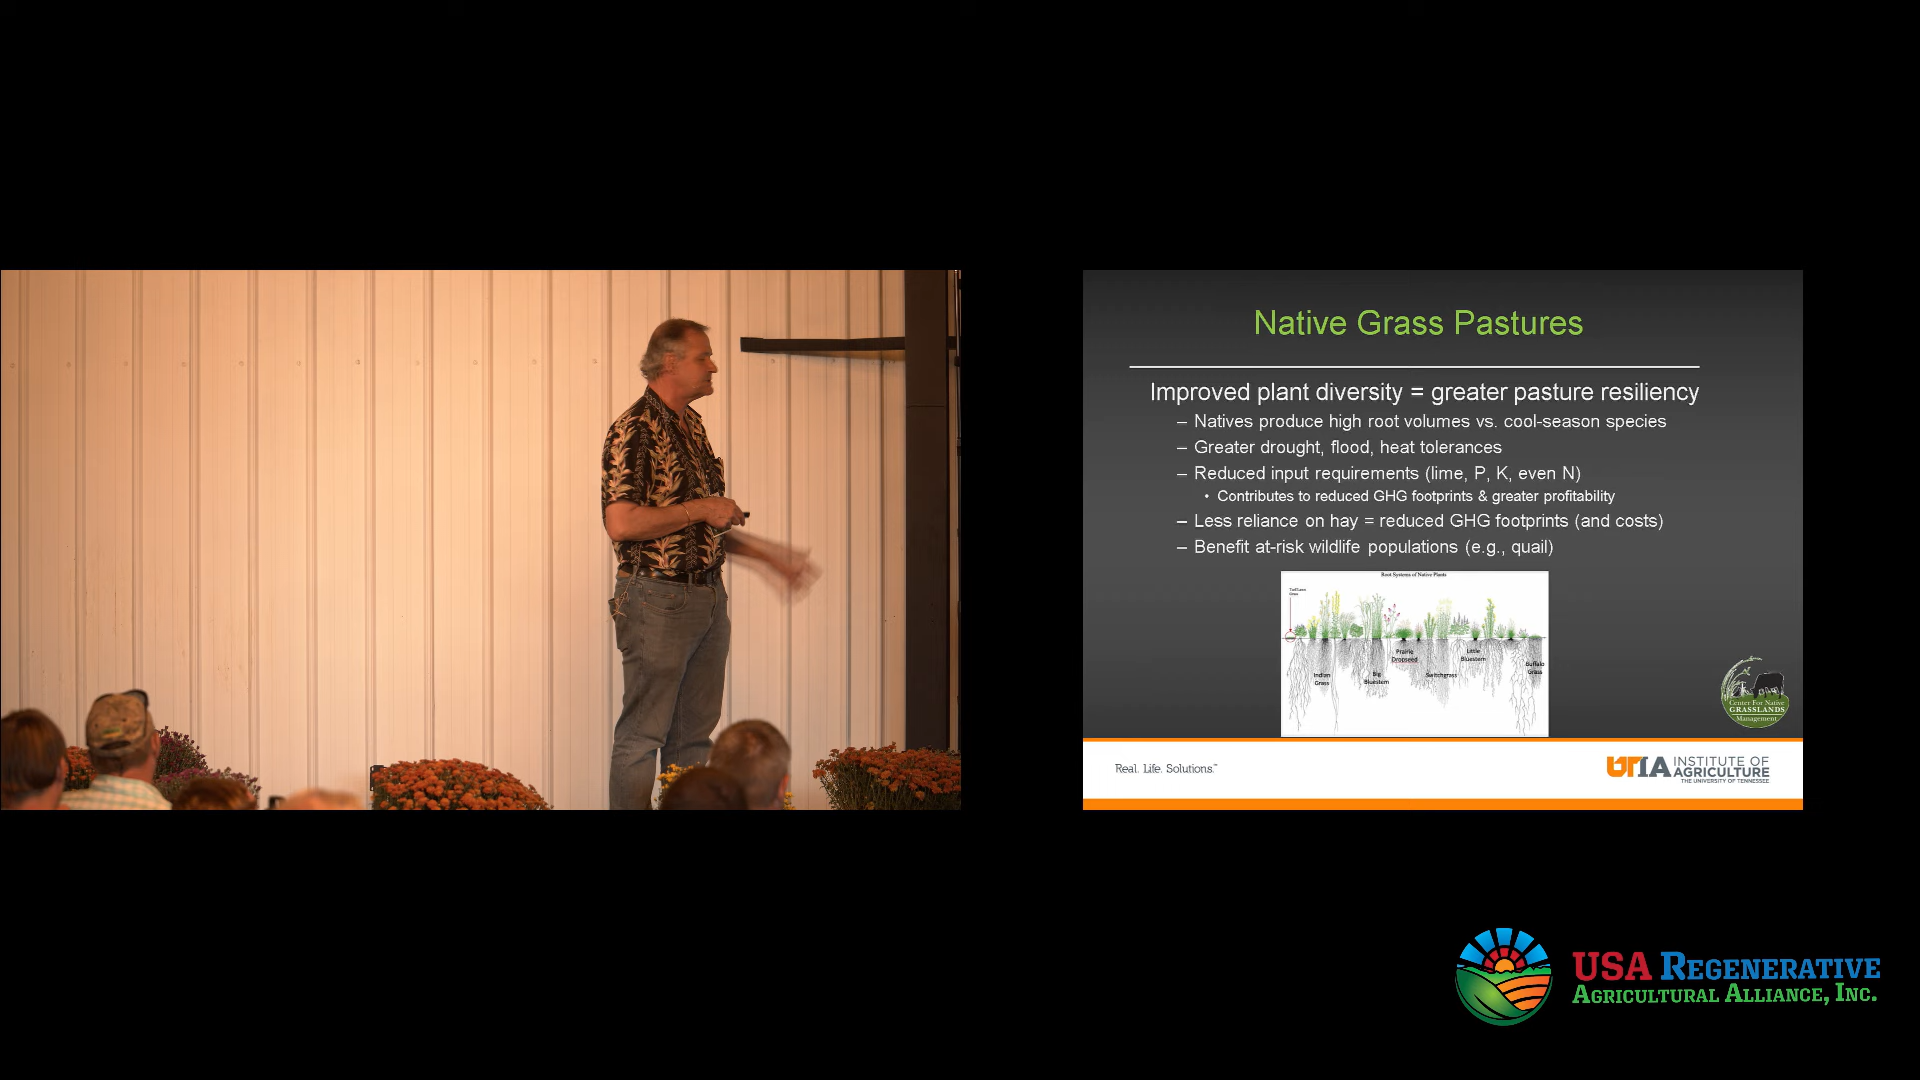 Native Grass Pastures
Improved plant diversity = greater pasture resiliency
– Natives produce high root volumes vs. cool-season species
– Greater drought, flood, heat tolerances
– Reduced input requirements (lime, P, K, even N)
• Contributes to reduced GHG footprints & greater profitability
– Less reliance on hay = reduced GHG footprints (and costs)
– Benefit at-risk wildlife populations (e.g., quail)
Root Systems of Native Plants
Indian
Grass
Big
Bluestem
Prairie
Dropseed
Switchgrass
Little
Bluestem
Buffalo
Grass
Center For Native
GRASSLANDS
Management
Real. Life. Solutions.™
UTIA INSTITUTE OF
AGRICULTURE
THE UNIVERSITY OF TENNESSEE
USA REGENERATIVE
AGRICULTURAL ALLIANCE, INC.